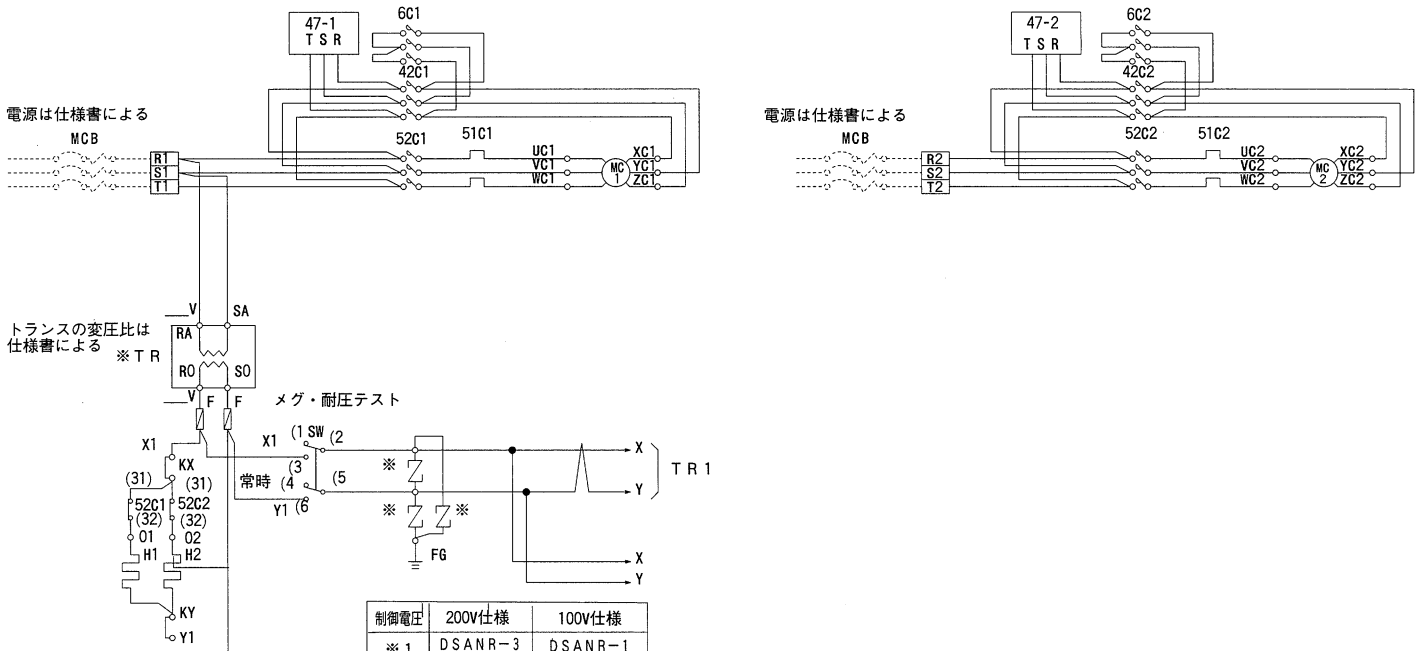 6C1
47-1
T S R
42C1
電源は仕様書による
MCB
52C1
51C1
R1
S1
T1
UC1
VC1
WC1
MC
1
XC1
YC1
ZC1
6C2
47-2
T S R
42C2
電源は仕様書による
MCB
52C2
51C2
R2
S2
T2
UC2
VC2
WC2
MC
2
XC2
YC2
ZC2
V
SA
トランスの変圧比は
仕様書による
※TR
RA
RO
SO
V
F
F
メグ・耐圧テスト
X1
X1
(1
SW
(2
(3
常時
(4
(5
Y1
(6
※
※
※
FG
X
Y
TR1
X
Y
KX
(31)
(31)
52C1
52C2
(32)
(32)
01
02
H1
H2
KY
Y1
制御電圧
200V仕様
100V仕様
※1
DSANR-3
DSANR-1